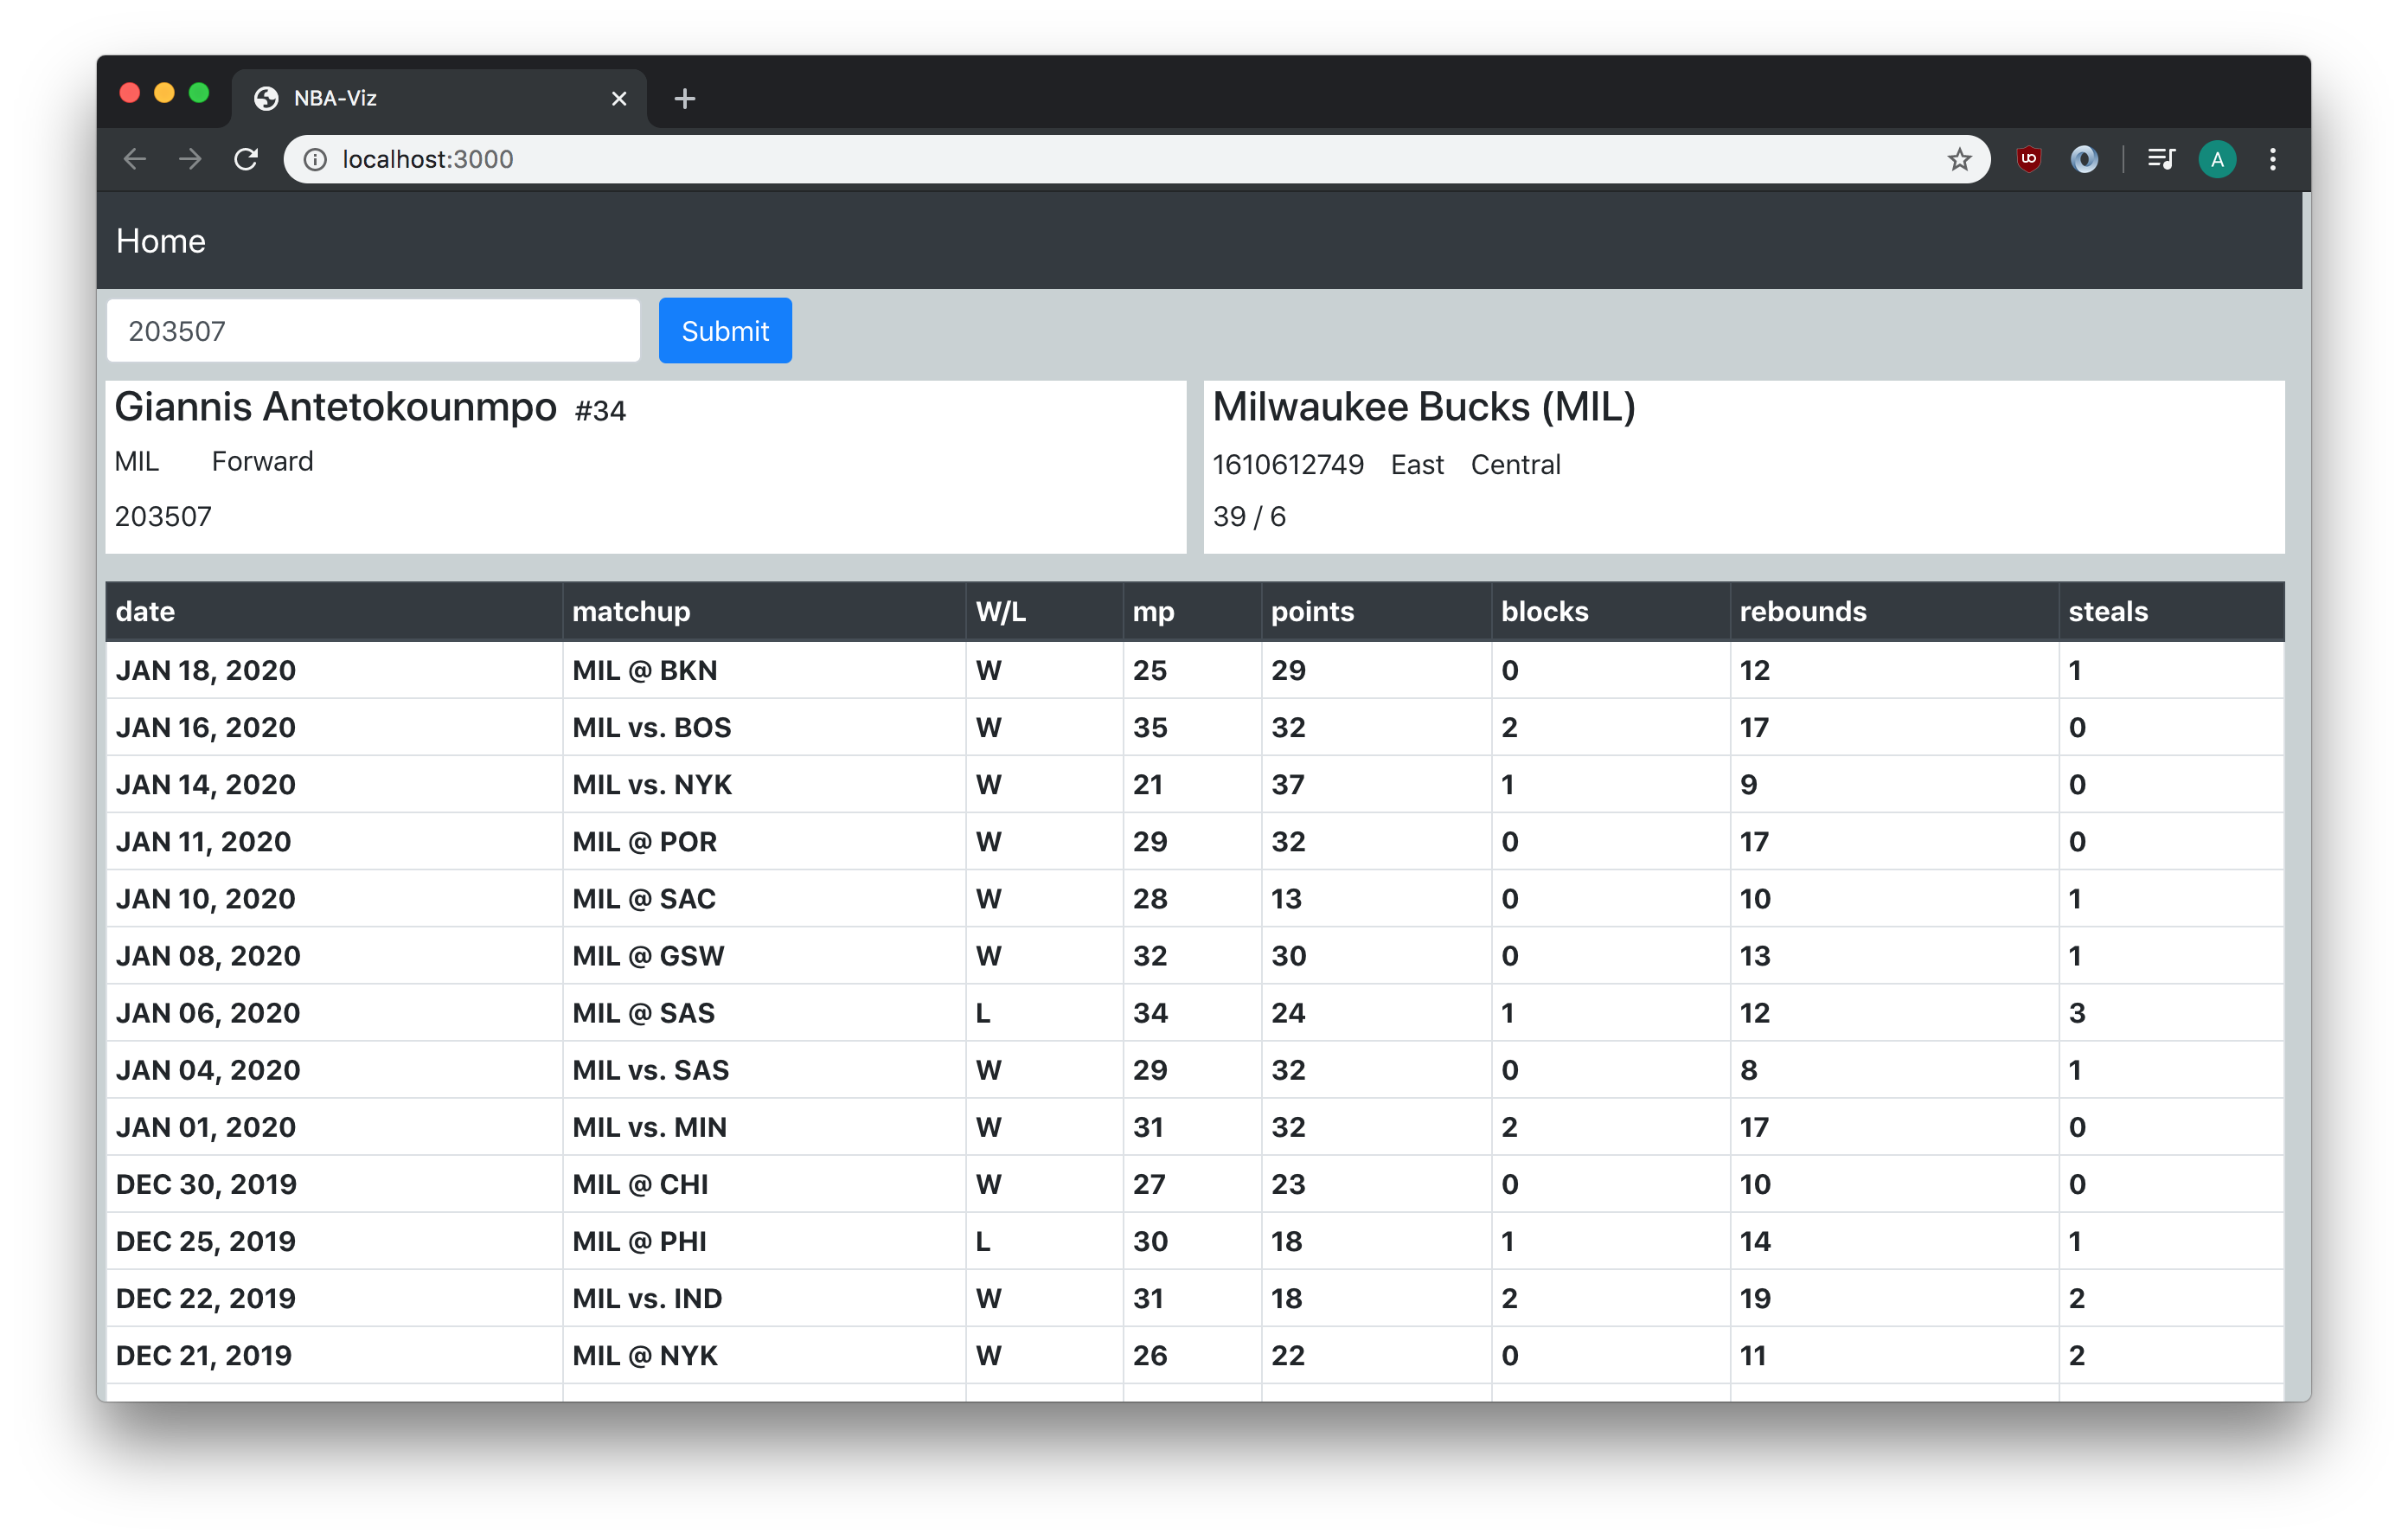 NBA-Viz
localhost:3000
A
Home
203507 Submit
Giannis Antetokounmpo #34
MIL Forward
203507
Milwaukee Bucks (MIL)
1610612749 East Central
39 / 6
date matchup W/L mp points blocks rebounds steals
JAN 18, 2020 MIL @ BKN W 25 29 0 12 1
JAN 16, 2020 MIL vs. BOS W 35 32 2 17 0
JAN 14, 2020 MIL vs. NYK W 21 37 1 9 0
JAN 11, 2020 MIL @ POR W 29 32 0 17 0
JAN 10, 2020 MIL @ SAC W 28 13 0 10 1
JAN 08, 2020 MIL @ GSW W 32 30 0 13 1
JAN 06, 2020 MIL @ SAS L 34 24 1 12 3
JAN 04, 2020 MIL vs. SAS W 29 32 0 8 1
JAN 01, 2020 MIL vs. MIN W 31 32 2 17 0
DEC 30, 2019 MIL @ CHI W 27 23 0 10 0
DEC 25, 2019 MIL @ PHI L 30 18 1 14 1
DEC 22, 2019 MIL vs. IND W 31 18 2 19 2
DEC 21, 2019 MIL @ NYK W 26 22 0 11 2